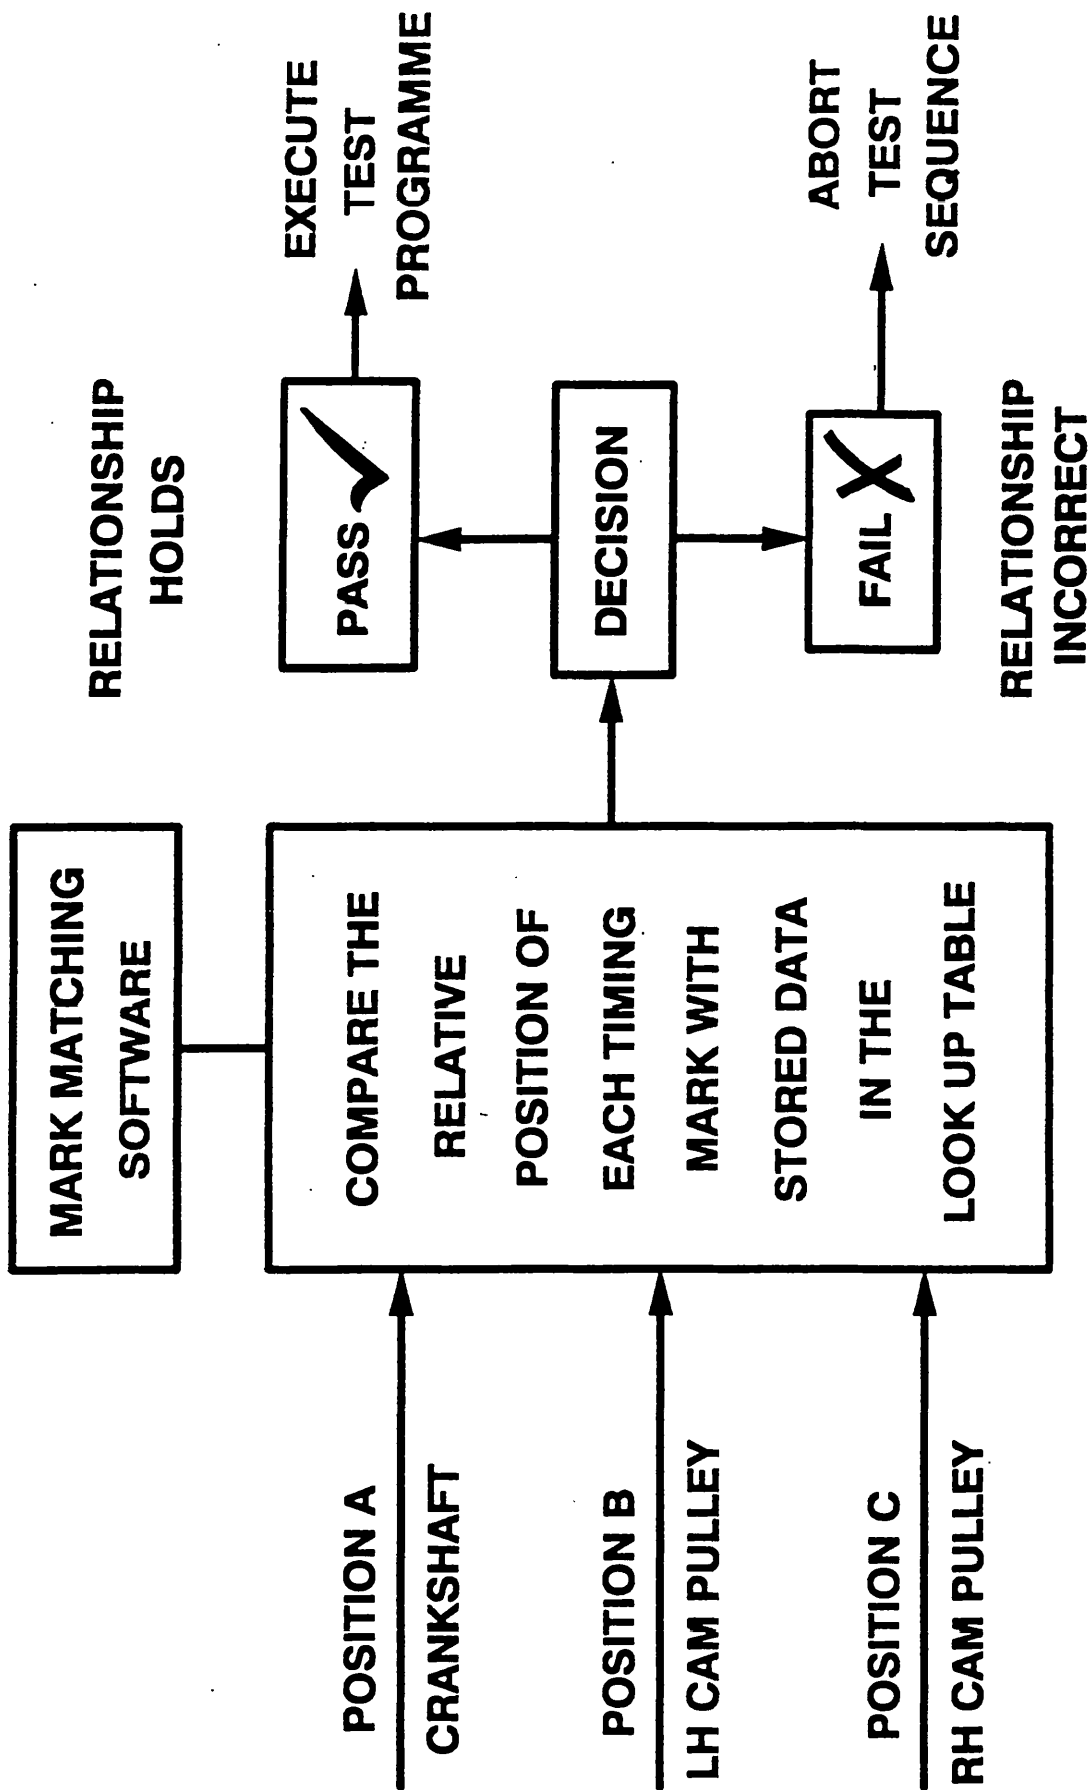 MARK MATCHING
SOFTWARE
POSITION A
CRANKSHAFT
POSITION B
LH CAM PULLEY
POSITION C
RH CAM PULLEY
COMPARE THE
RELATIVE
POSITION OF
EACH TIMING
MARK WITH
STORED DATA
IN THE
LOOK UP TABLE
RELATIONSHIP
HOLDS
PASS
EXECUTE
TEST
PROGRAMME
DECISION
FAIL
ABORT
TEST
SEQUENCE
RELATIONSHIP
INCORRECT